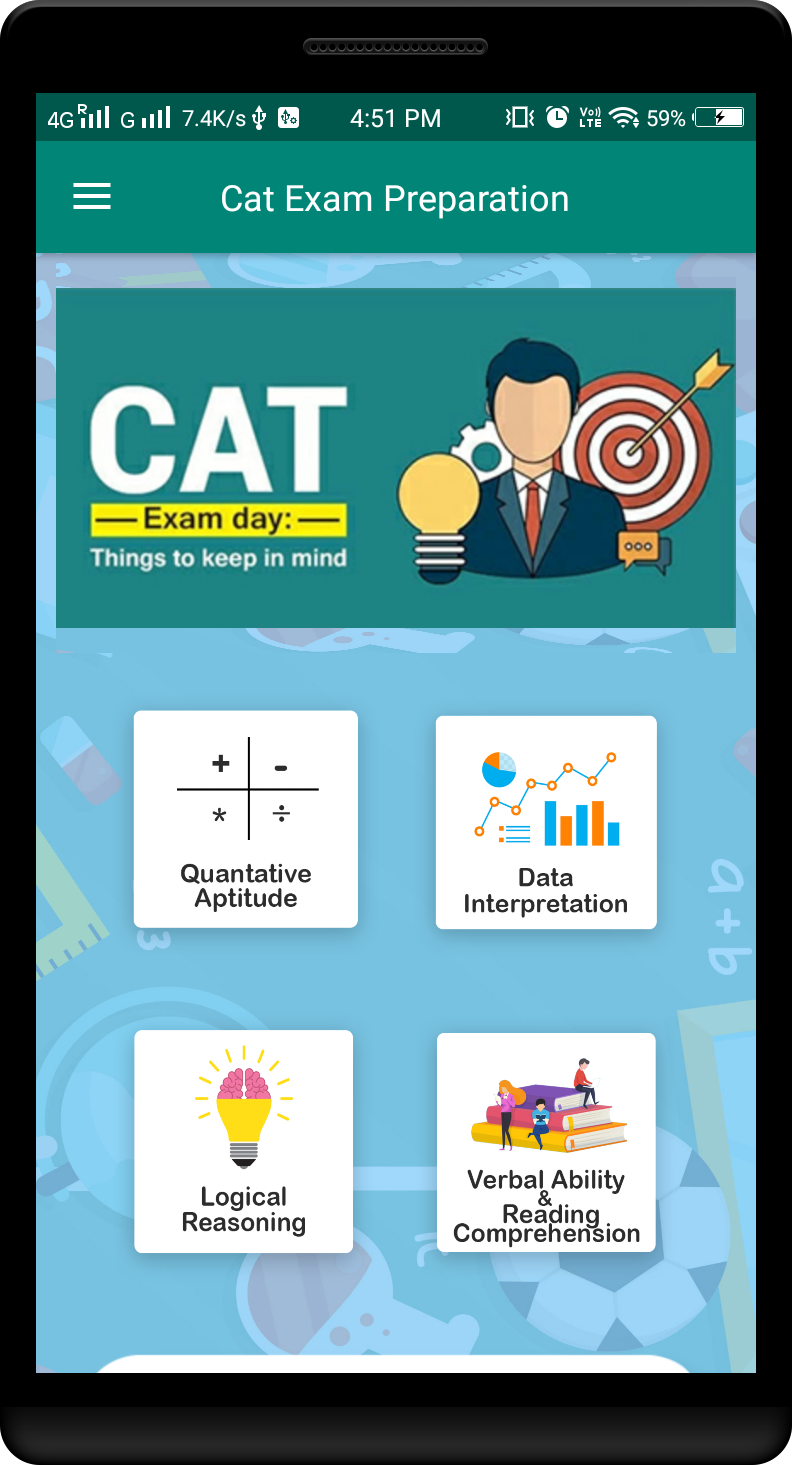 4G R G 7.4K/s 4:51 PM Vo)) LTE 59%
Cat Exam Preparation
CAT
Exam day:
Things to keep in mind
+ -
* ÷
Quantative
Aptitude
Data
Interpretation
3
a+b
Logical
Reasoning
Verbal Ability
&
Reading
Comprehension